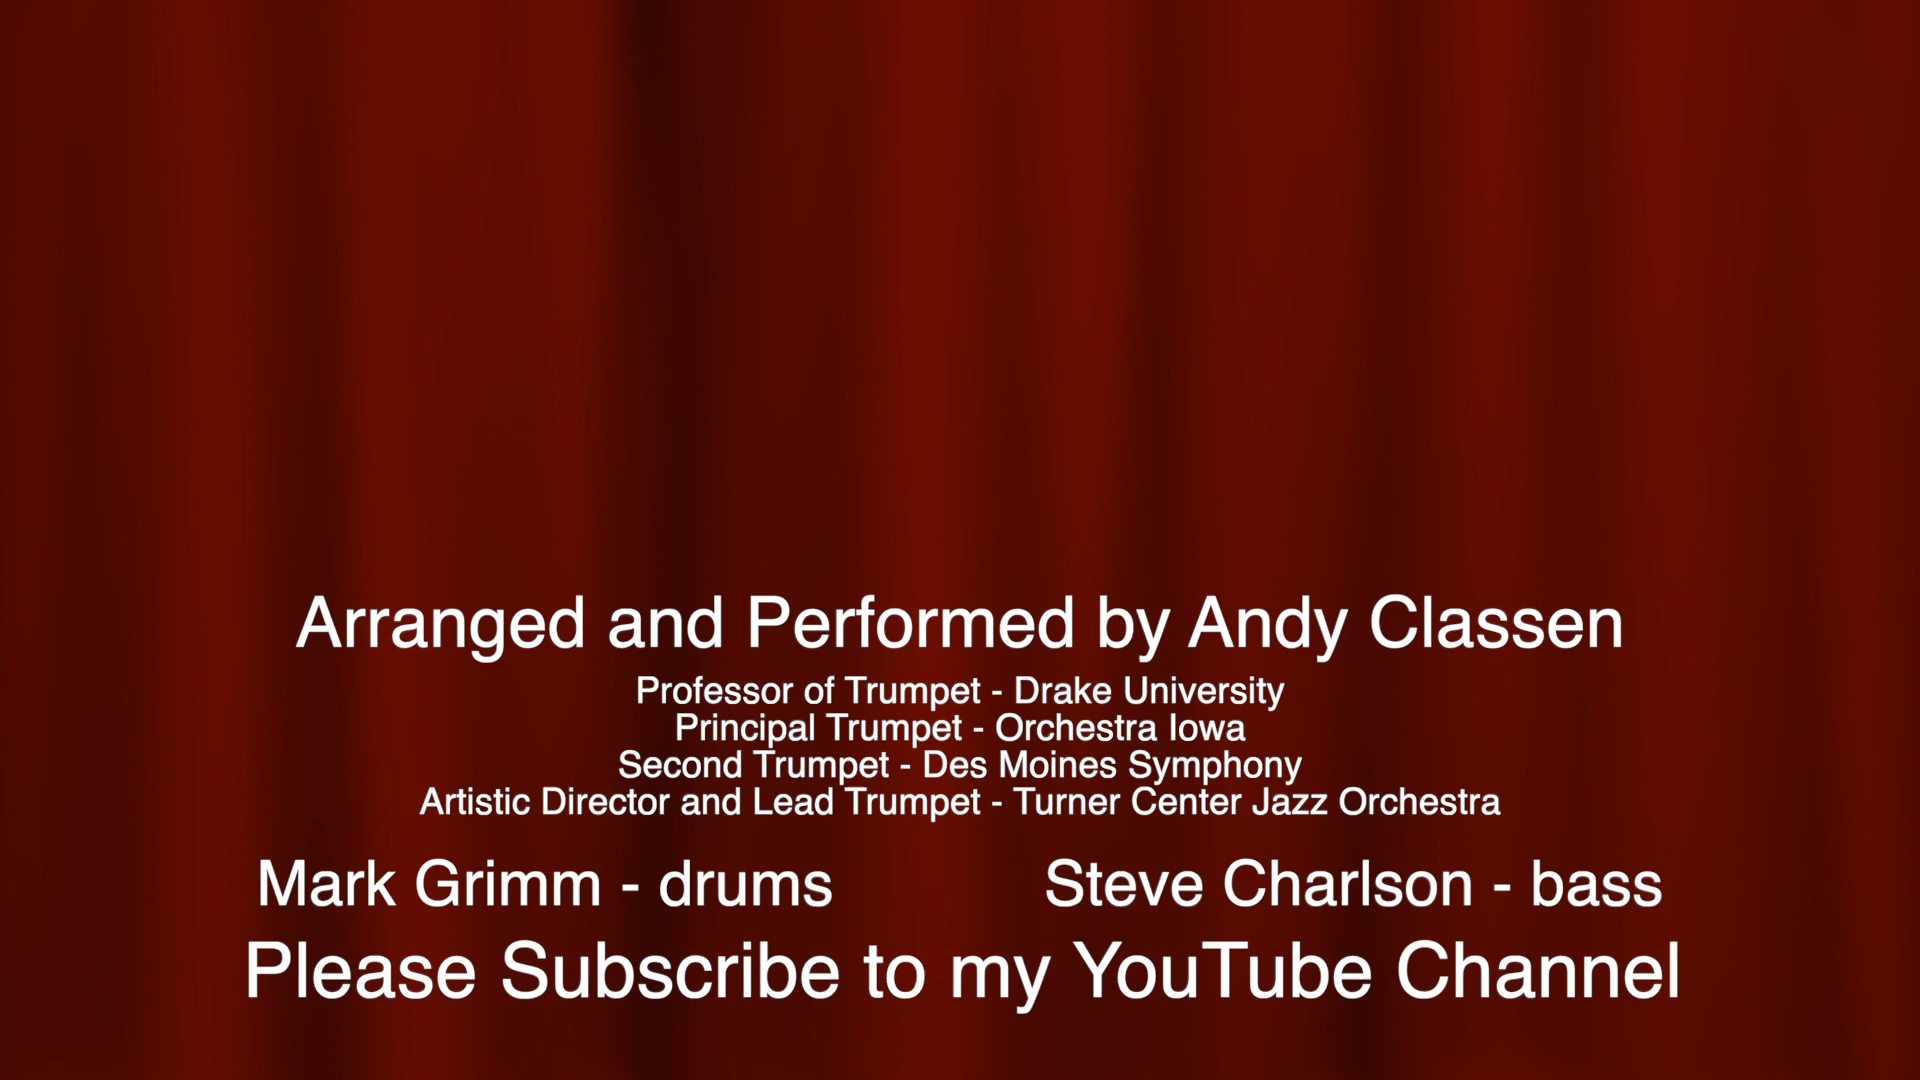 Arranged and Performed by Andy Classen
Professor of Trumpet - Drake University
Principal Trumpet - Orchestra Iowa
Second Trumpet - Des Moines Symphony
Artistic Director and Lead Trumpet - Turner Center Jazz Orchestra
Mark Grimm - drums Steve Charlson - bass
Please Subscribe to my YouTube Channel